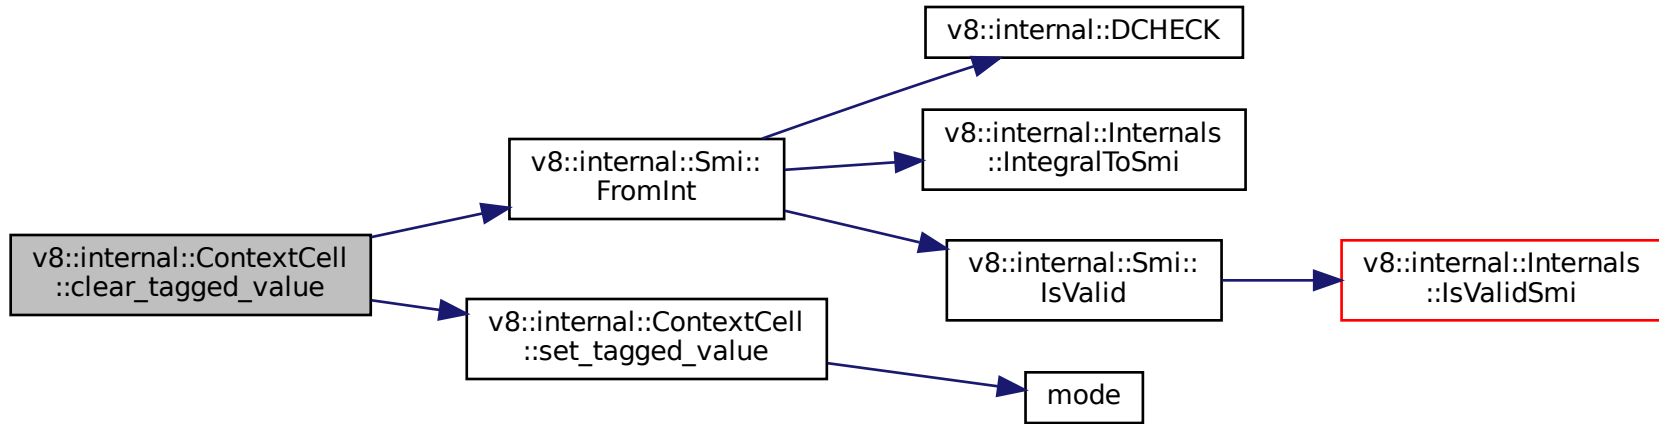 v8::internal::DCHECK
v8::internal::Internals
::IntegralToSmi
v8::internal::Smi::
FromInt
v8::internal::ContextCell
::clear_tagged_value
v8::internal::Smi::
IsValid
v8::internal::Internals
::IsValidSmi
v8::internal::ContextCell
::set_tagged_value
mode